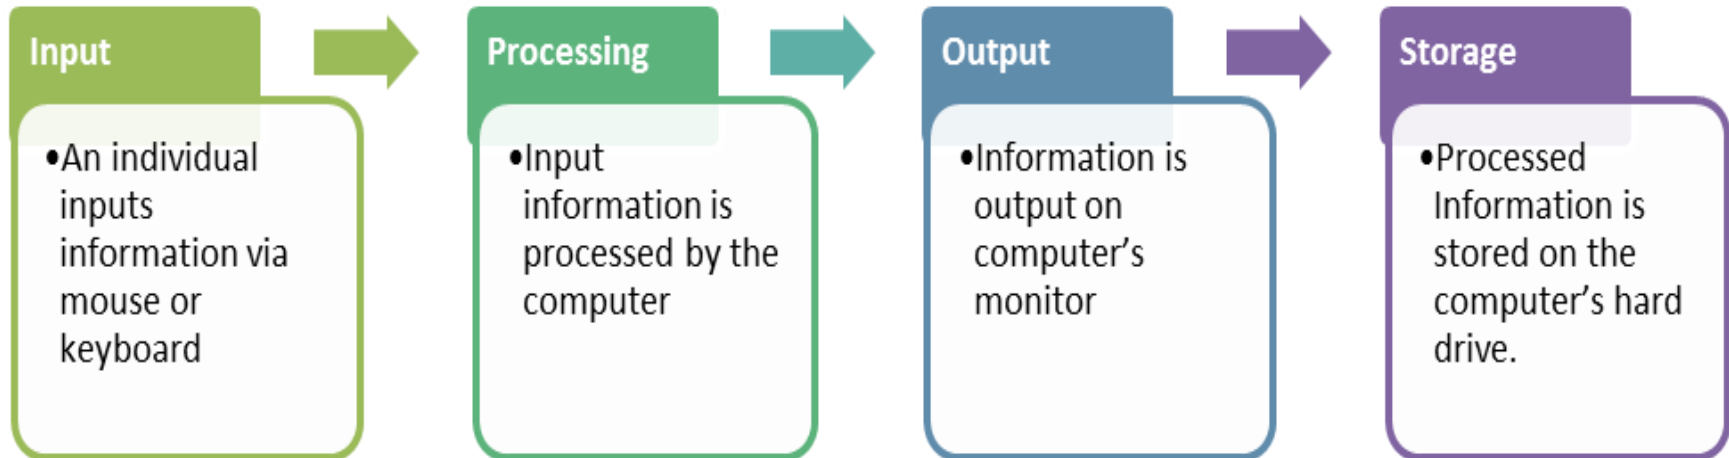 Input
•An individual
inputs
information via
mouse or
keyboard
Processing
•Input
information is
processed by the
computer
Output
•Information is
output on
computer’s
monitor
Storage
•Processed
Information is
stored on the
computer’s hard
drive.